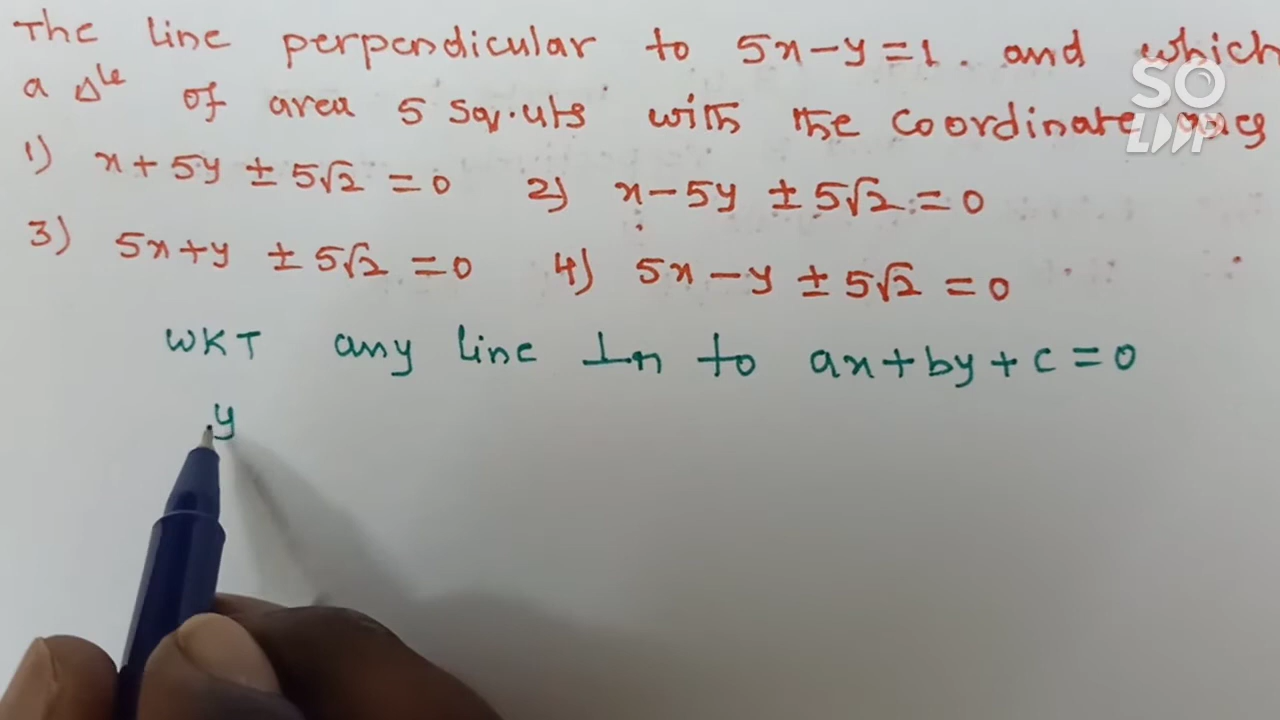 The line perpendicular to 5x-y=1. and which
a Δle of area 5 sq.uts with the coordinate axes
1) x+5y ±5√2 =0 2) x-5y ±5√2 =0
3) 5x+y ±5√2 =0 4) 5x-y ±5√2 =0
WKT any line ⊥r to ax+by+c=0
y
SO
LMP